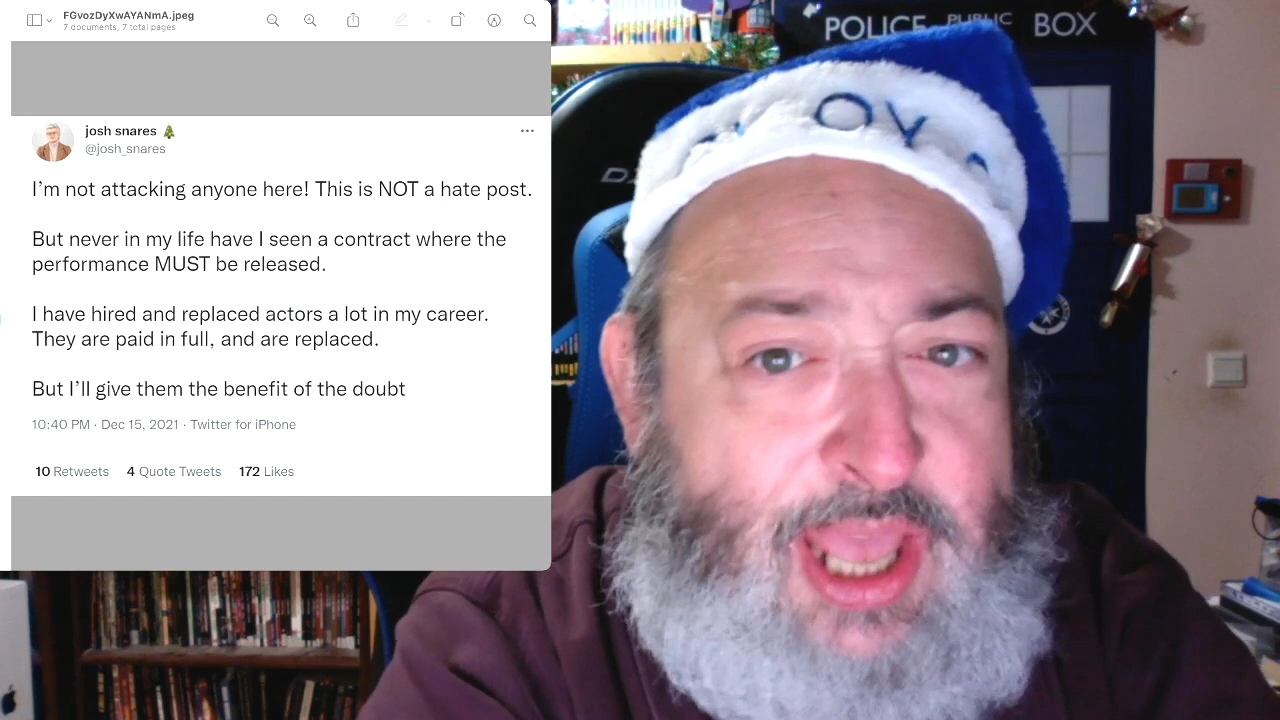 FGvozDyXwAYANmA.jpeg
7 documents, 7 total pages
josh snares
@josh_snares
I'm not attacking anyone here! This is NOT a hate post.
But never in my life have I seen a contract where the
performance MUST be released.
I have hired and replaced actors a lot in my career.
They are paid in full, and are replaced.
But I'll give them the benefit of the doubt
10:40 PM · Dec 15, 2021 · Twitter for iPhone
10 Retweets 4 Quote Tweets 172 Likes
POLICE PUBLIC BOX